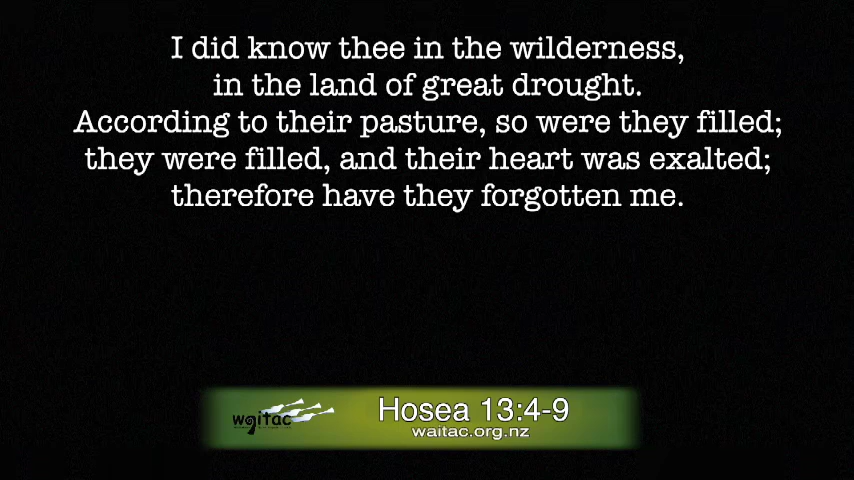 I did know thee in the wilderness,
in the land of great drought.
According to their pasture, so were they filled;
they were filled, and their heart was exalted;
therefore have they forgotten me.
waitac
Hosea 13:4-9
waitac.org.nz